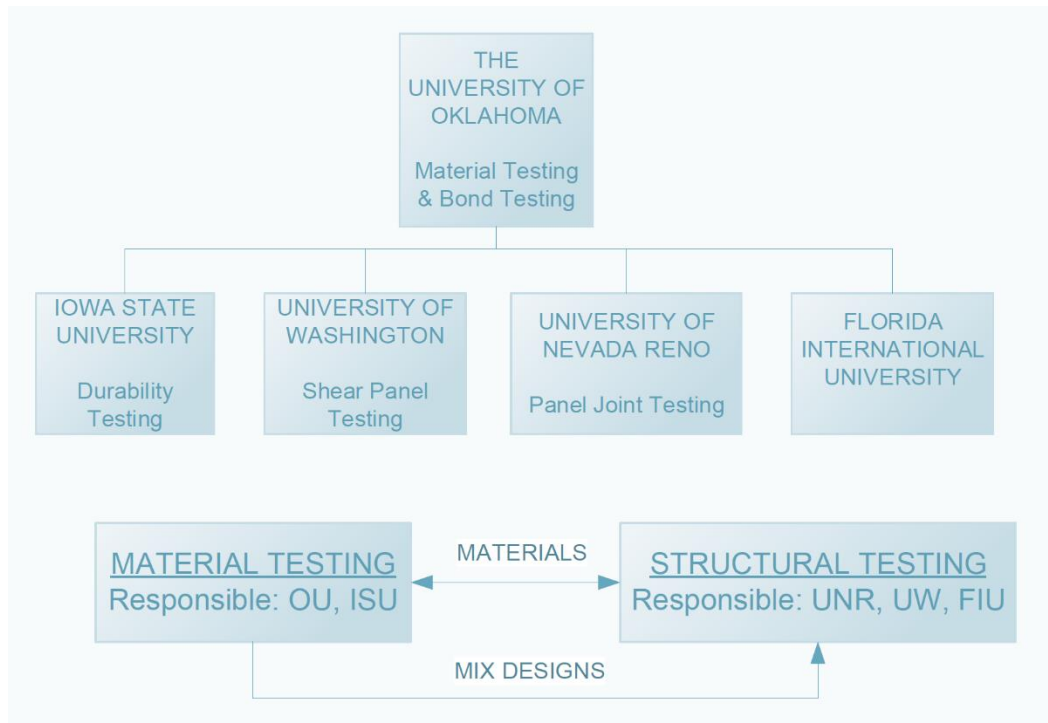 THE
UNIVERSITY OF
OKLAHOMA
Material Testing
& Bond Testing
IOWA STATE
UNIVERSITY
Durability
Testing
UNIVERSITY OF
WASHINGTON
Shear Panel
Testing
UNIVERSITY OF
NEVADA RENO
Panel Joint Testing
FLORIDA
INTERNATIONAL
UNIVERSITY
MATERIAL TESTING
Responsible: OU, ISU
MATERIALS
STRUCTURAL TESTING
Responsible: UNR, UW, FIU
MIX DESIGNS